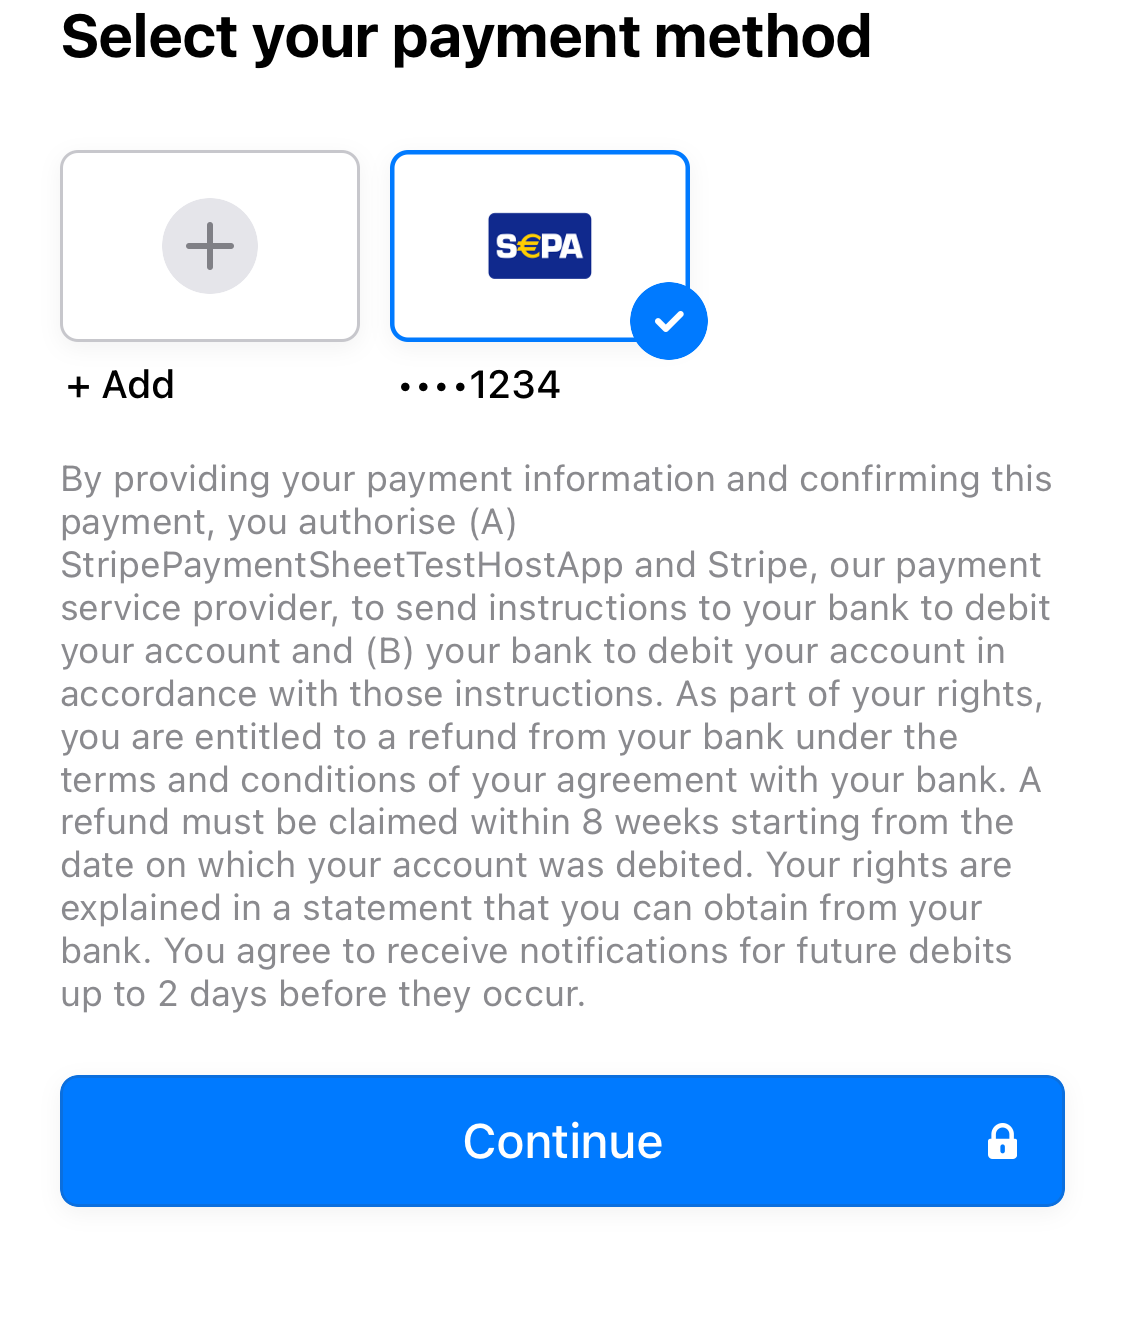 Select your payment method
S€PA
+ Add
••••1234
By providing your payment information and confirming this
payment, you authorise (A)
StripePaymentSheetTestHostApp and Stripe, our payment
service provider, to send instructions to your bank to debit
your account and (B) your bank to debit your account in
accordance with those instructions. As part of your rights,
you are entitled to a refund from your bank under the
terms and conditions of your agreement with your bank. A
refund must be claimed within 8 weeks starting from the
date on which your account was debited. Your rights are
explained in a statement that you can obtain from your
bank. You agree to receive notifications for future debits
up to 2 days before they occur.
Continue